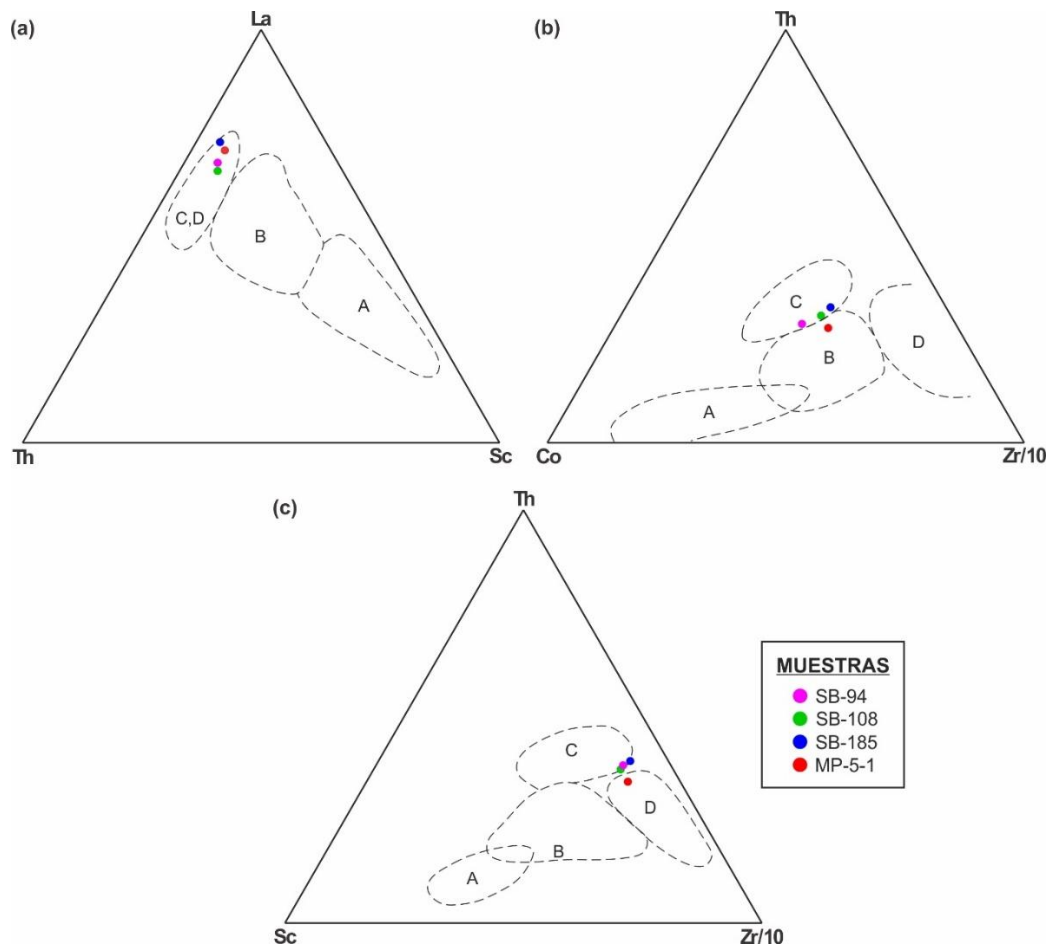 (a)
La
C,D
B
A
Th
Sc
(b)
Th
C
B
D
A
Co
Zr/10
(c)
Th
C
D
B
A
Sc
Zr/10
MUESTRAS
SB-94
SB-108
SB-185
MP-5-1